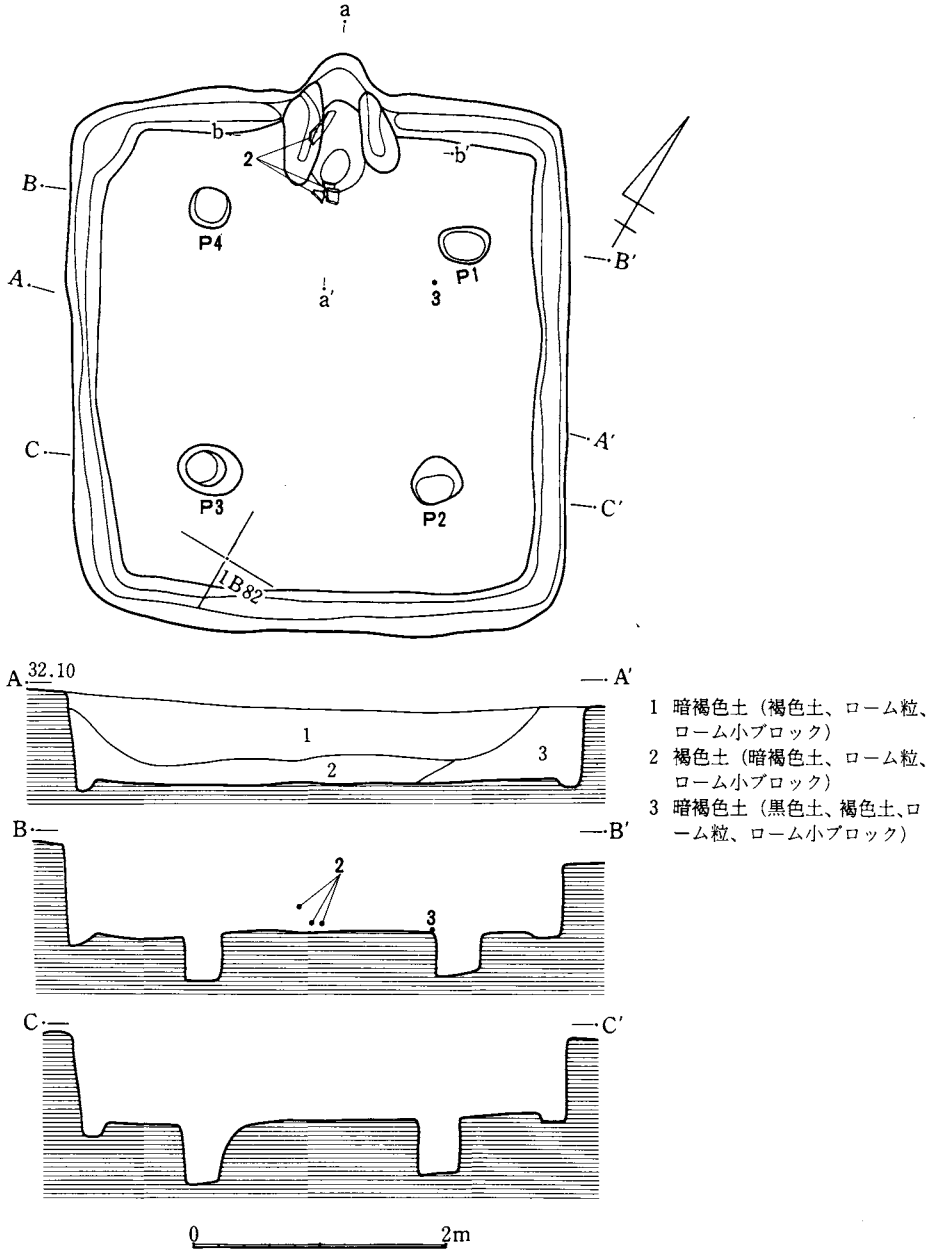 a
b
2
b'
B
P4
P1
B'
A
a'
3
C
A'
P3
P2
C'
1B82
A 32.10 A'
1
2
3
1 暗褐色土（褐色土、ローム粒、
ローム小ブロック）
2 褐色土（暗褐色土、ローム粒、
ローム小ブロック）
3 暗褐色土（黒色土、褐色土、ロ
ーム粒、ローム小ブロック）
B B'
2
3
C C'
0 2m